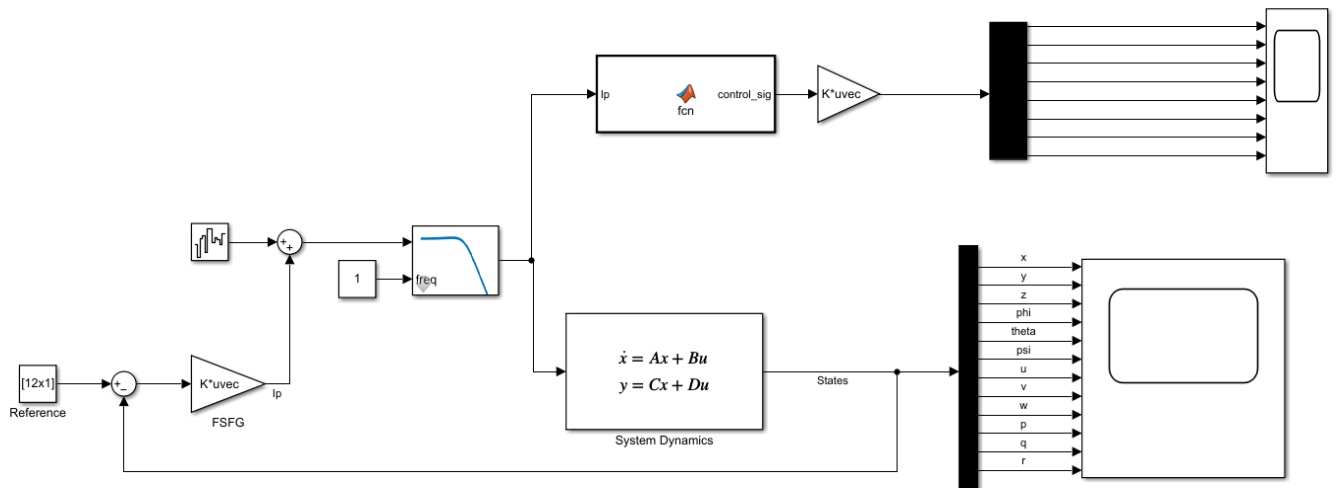 Ip
control_sig
fcn
K*uvec
+
+
1
freq
[12x1]
Reference
+
−
K*uvec
Ip
FSFG
ẋ = Ax + Bu
y = Cx + Du
System Dynamics
States
x
y
z
phi
theta
psi
u
v
w
p
q
r